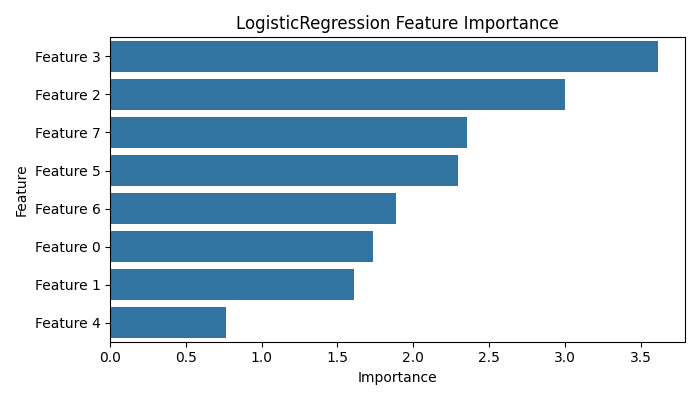 LogisticRegression Feature Importance
Feature
Feature 3
Feature 2
Feature 7
Feature 5
Feature 6
Feature 0
Feature 1
Feature 4
0.0 0.5 1.0 1.5 2.0 2.5 3.0 3.5
Importance